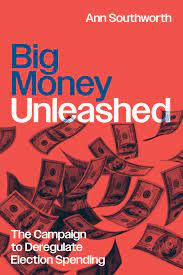 Ann Southworth
Big
Money
Unleashed
The Campaign
to Deregulate
Election Spending